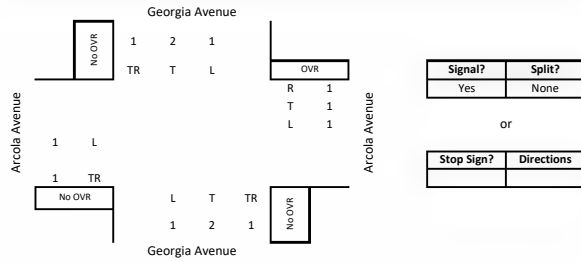 Georgia Avenue
No OVR
1 2 1
TR T L
OVR
R 1
T 1
L 1
Arcola Avenue
Arcola Avenue
1 L
1 TR
No OVR
L T TR
1 2 1
No OVR
Georgia Avenue
Signal? Split?
Yes None
or
Stop Sign? Directions